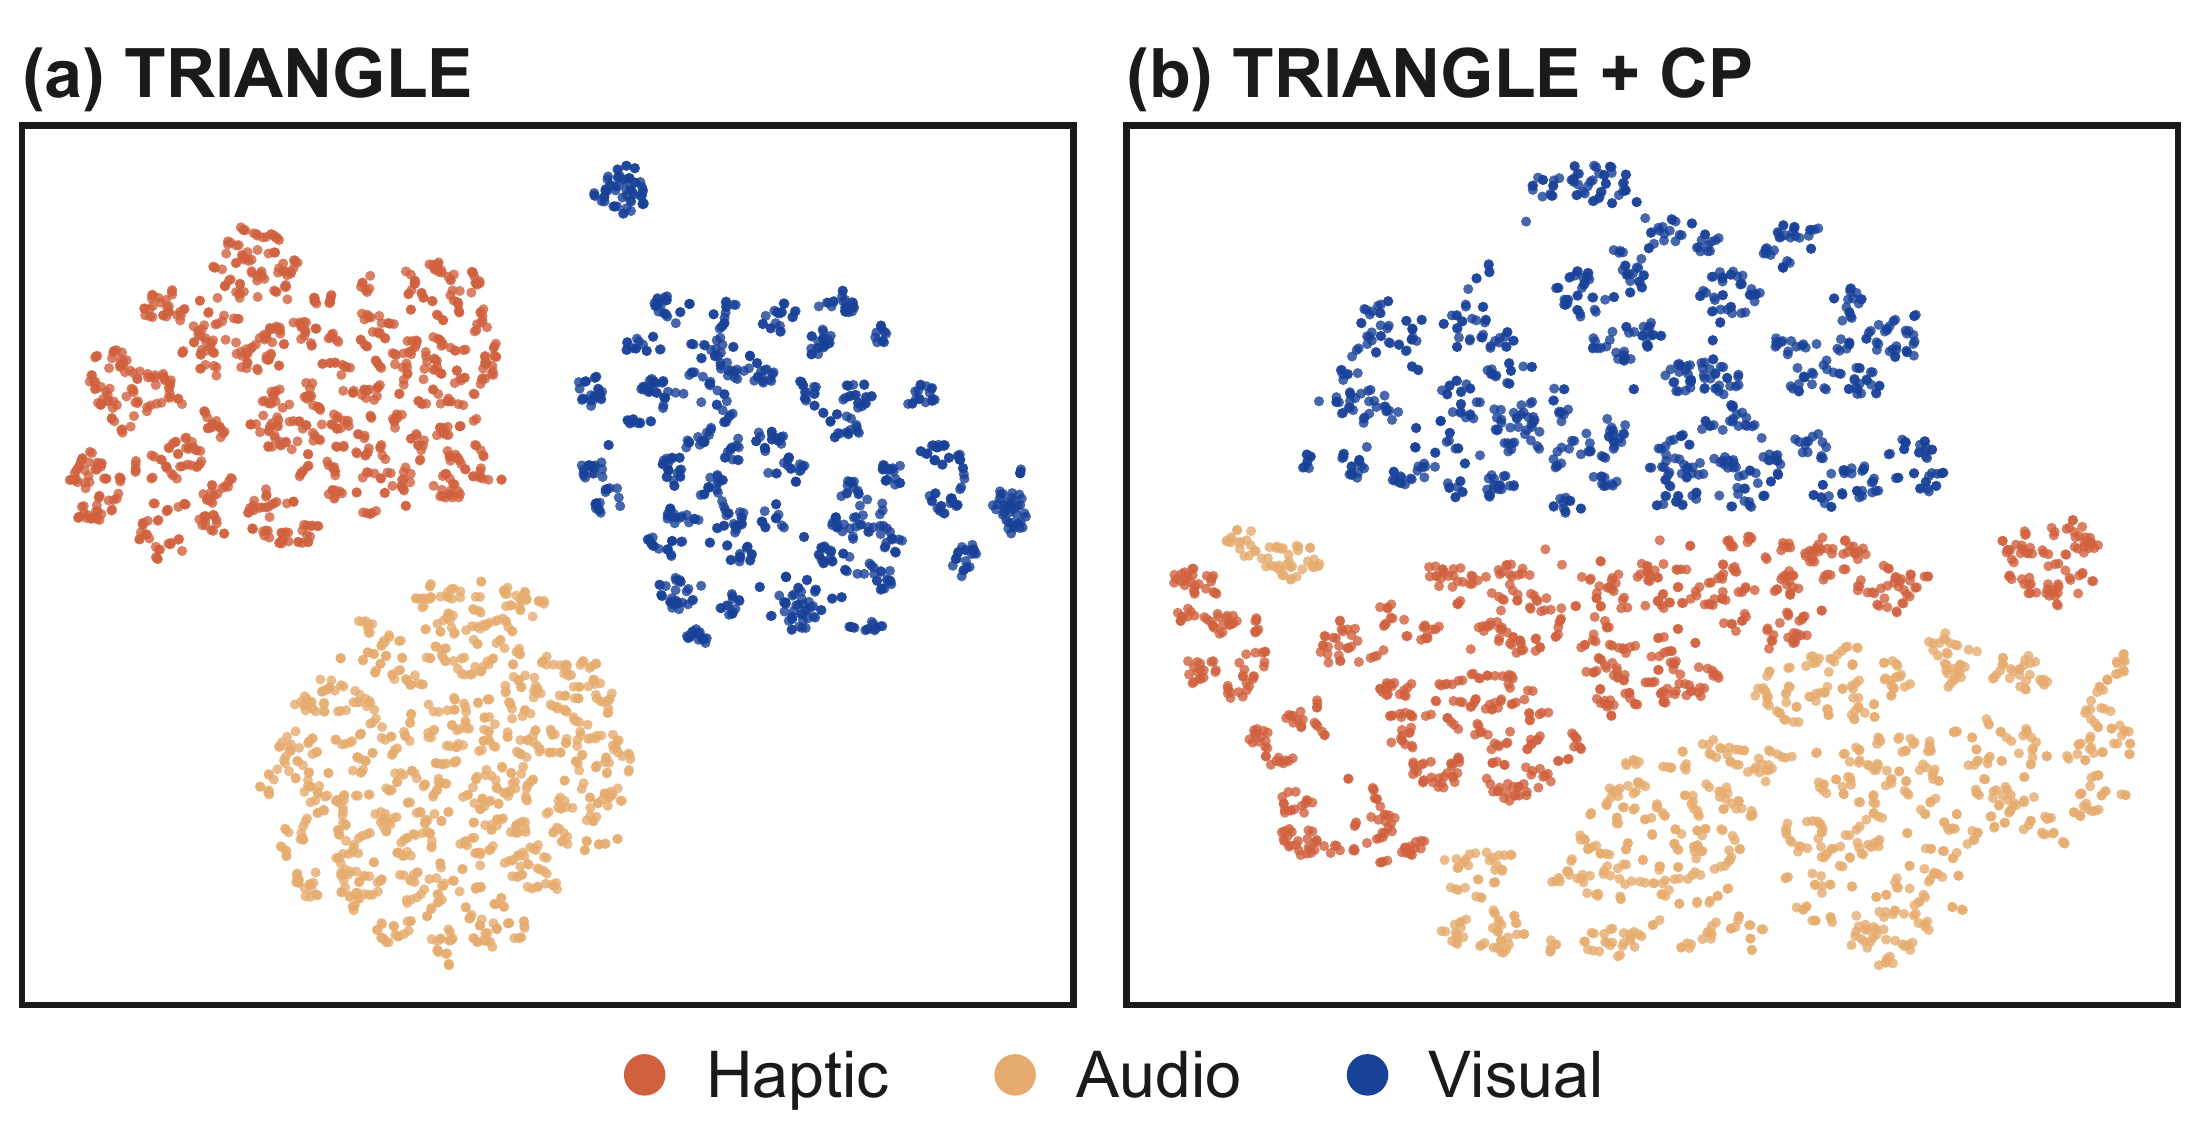 (a) TRIANGLE
(b) TRIANGLE + CP
Haptic
Audio
Visual